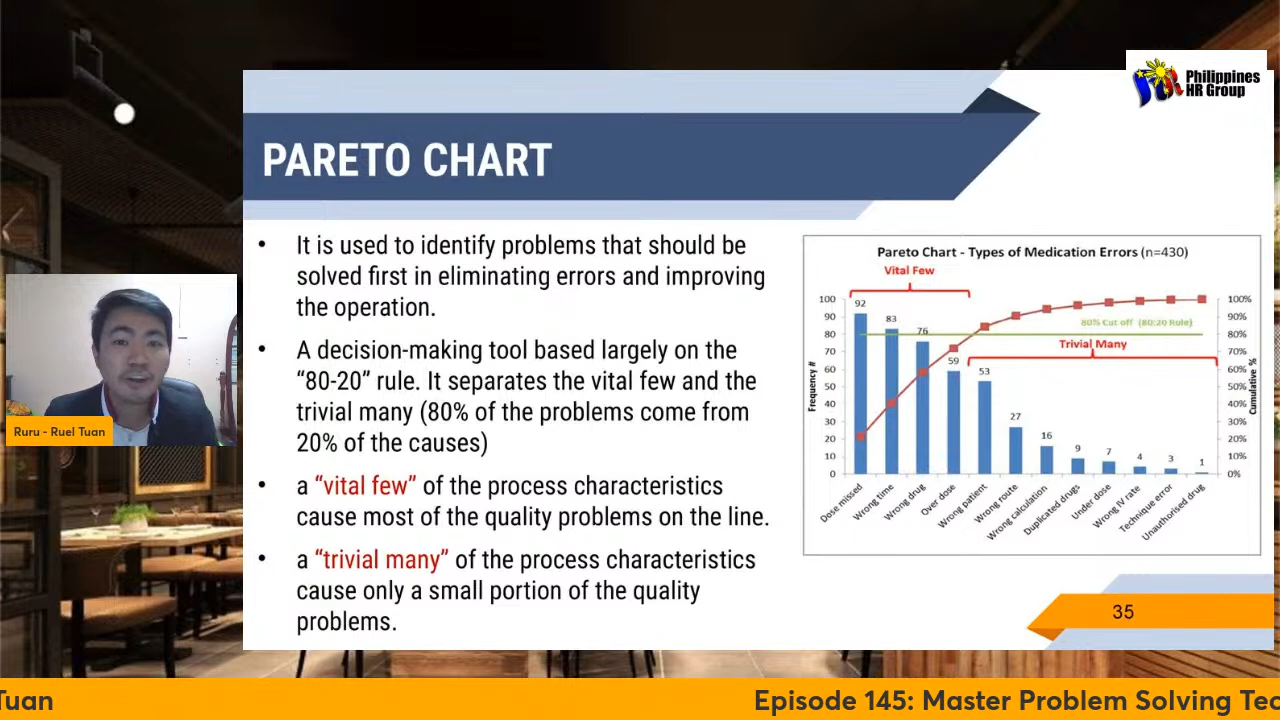 Philippines
HR Group
PARETO CHART
• It is used to identify problems that should be
solved first in eliminating errors and improving
the operation.
• A decision-making tool based largely on the
“80-20” rule. It separates the vital few and the
trivial many (80% of the problems come from
20% of the causes)
• a “vital few” of the process characteristics
cause most of the quality problems on the line.
• a “trivial many” of the process characteristics
cause only a small portion of the quality
problems.
Pareto Chart - Types of Medication Errors (n=430)
Vital Few
80% Cut off (80:20 Rule)
Trivial Many
Frequency #
100
90
80
70
60
50
40
30
20
10
0
92
83
76
59
53
27
16
9
7
4
3
1
100%
90%
80%
70%
60%
50%
40%
30%
20%
10%
0%
Cumulative %
Dose missed
Wrong time
Wrong drug
Over dose
Wrong patient
Wrong route
Wrong calculation
Duplicated drugs
Under dose
Wrong IV rate
Technique error
Unauthorised drug
35
Ruru - Ruel Tuan
Tuan
Episode 145: Master Problem Solving Tec